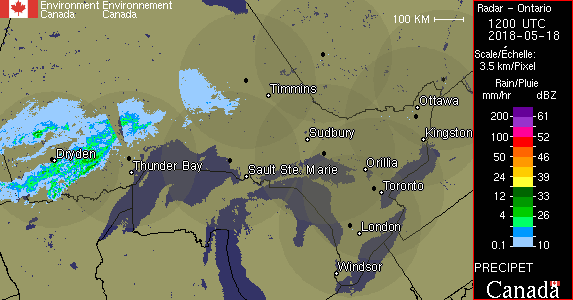 Environment Environnement
Canada Canada
100 KM
Timmins
Ottawa
Sudbury
Kingston
Dryden
Thunder Bay
Sault Ste. Marie
Orillia
Toronto
London
Windsor
Radar - Ontario
1200 UTC
2018-05-18
Scale/Échelle:
3.5 km/Pixel
Rain/Pluie
mm/hr dBZ
200 61
100 52
50 46
24 39
12 33
4 26
0.1 10
PRECIPET
Canada